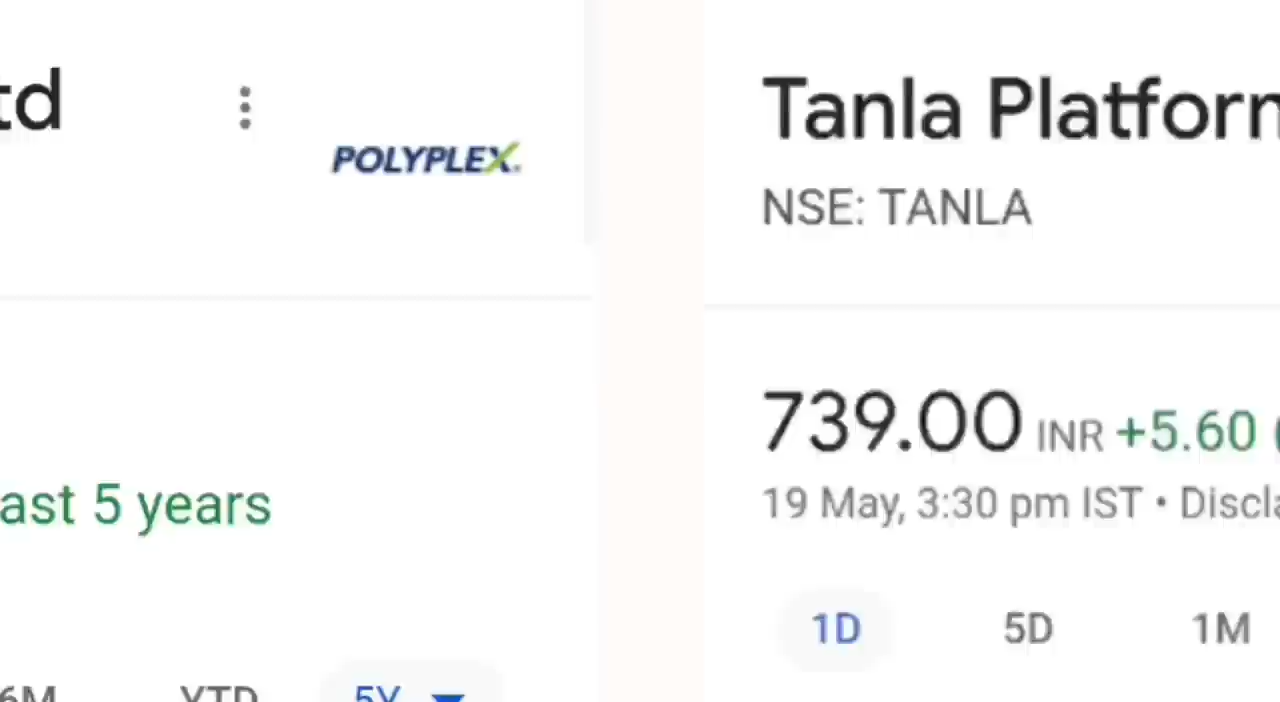 td
POLYPLEX
ast 5 years
6M YTD 5Y
Tanla Platforn
NSE: TANLA
739.00 INR +5.60 (
19 May, 3:30 pm IST • Discla
1D 5D 1M